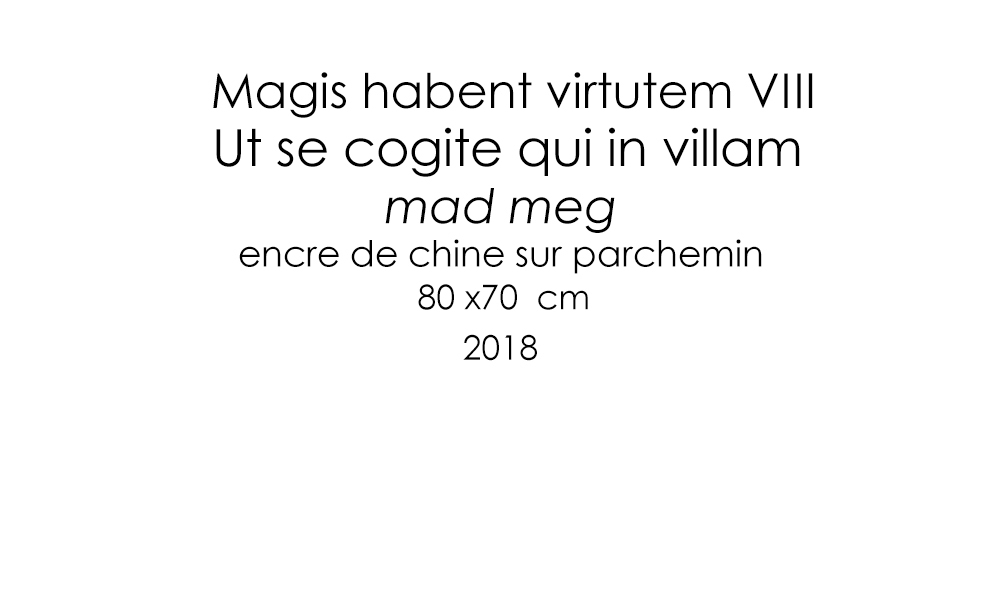 Magis habent virtutem VIII
Ut se cogite qui in villam
mad meg
encre de chine sur parchemin
80 x70 cm
2018